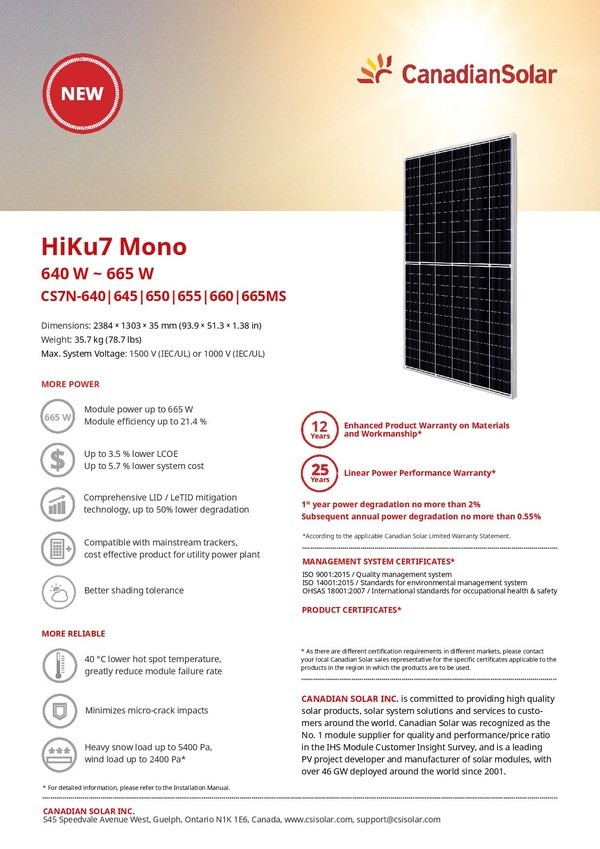 NEW
CanadianSolar
HiKu7 Mono
640 W ~ 665 W
CS7N-640|645|650|655|660|665MS
Dimensions: 2384 × 1303 × 35 mm (93.9 × 51.3 × 1.38 in)
Weight: 35.7 kg (78.7 lbs)
Max. System Voltage: 1500 V (IEC/UL) or 1000 V (IEC/UL)
MORE POWER
665 W
Module power up to 665 W
Module efficiency up to 21.4 %
$
Up to 3.5 % lower LCOE
Up to 5.7 % lower system cost
Comprehensive LID / LeTID mitigation
technology, up to 50% lower degradation
Compatible with mainstream trackers,
cost effective product for utility power plant
Better shading tolerance
MORE RELIABLE
40 °C lower hot spot temperature,
greatly reduce module failure rate
Minimizes micro-crack impacts
Heavy snow load up to 5400 Pa,
wind load up to 2400 Pa*
* For detailed information, please refer to the Installation Manual.
12
Years
Enhanced Product Warranty on Materials
and Workmanship*
25
Years
Linear Power Performance Warranty*
1st year power degradation no more than 2%
Subsequent annual power degradation no more than 0.55%
*According to the applicable Canadian Solar Limited Warranty Statement.
MANAGEMENT SYSTEM CERTIFICATES*
ISO 9001:2015 / Quality management system
ISO 14001:2015 / Standards for environmental management system
OHSAS 18001:2007 / International standards for occupational health & safety
PRODUCT CERTIFICATES*
* As there are different certification requirements in different markets, please contact
your local Canadian Solar sales representative for the specific certificates applicable to the
products in the region in which the products are to be used.
CANADIAN SOLAR INC. is committed to providing high quality
solar products, solar system solutions and services to custo-
mers around the world. Canadian Solar was recognized as the
No. 1 module supplier for quality and performance/price ratio
in the IHS Module Customer Insight Survey, and is a leading
PV project developer and manufacturer of solar modules, with
over 46 GW deployed around the world since 2001.
CANADIAN SOLAR INC.
545 Speedvale Avenue West, Guelph, Ontario N1K 1E6, Canada, www.csisolar.com, support@csisolar.com